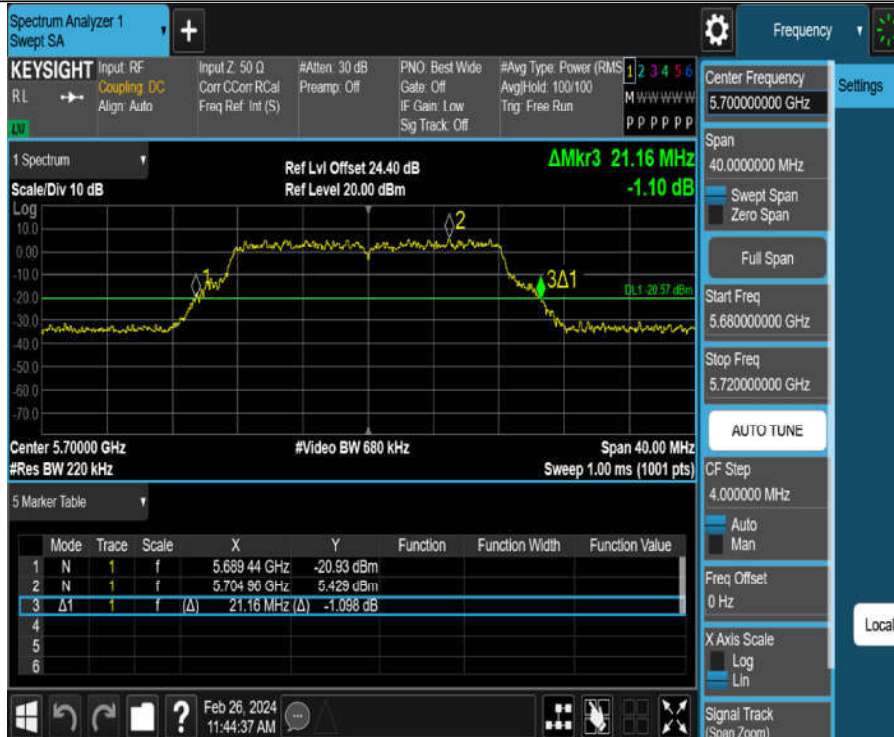 Spectrum Analyzer 1
Swept SA
Frequency
KEYSIGHT
RL
LXI
Input: RF
Coupling: DC
Align: Auto
Input Z: 50 Ω
Corr CCorr RCal
Freq Ref: Int (S)
#Atten: 30 dB
Preamp: Off
PNO: Best Wide
Gate: Off
IF Gain: Low
Sig Track: Off
#Avg Type: Power (RMS
Avg|Hold: 100/100
Trig: Free Run
1 2 3 4 5 6
M W W W W W
P P P P P P
1 Spectrum
Scale/Div 10 dB
Ref Lvl Offset 24.40 dB
Ref Level 20.00 dBm
ΔMkr3 21.16 MHz
-1.10 dB
Log
10.0
0.00
-10.0
-20.0
-30.0
-40.0
-50.0
-60.0
-70.0
1
2
3Δ1
DL1 -20.57 dBm
Center 5.70000 GHz
#Res BW 220 kHz
#Video BW 680 kHz
Span 40.00 MHz
Sweep 1.00 ms (1001 pts)
5 Marker Table
Mode Trace Scale X Y Function Function Width Function Value
1 N 1 f 5.689 44 GHz -20.93 dBm
2 N 1 f 5.704 96 GHz 5.429 dBm
3 Δ1 1 f (Δ) 21.16 MHz (Δ) -1.098 dB
4
5
6
?
Feb 26, 2024
11:44:37 AM
Center Frequency
5.700000000 GHz
Span
40.0000000 MHz
Swept Span
Zero Span
Full Span
Start Freq
5.680000000 GHz
Stop Freq
5.720000000 GHz
AUTO TUNE
CF Step
4.000000 MHz
Auto
Man
Freq Offset
0 Hz
X Axis Scale
Log
Lin
Signal Track
(Span Zoom)
Settings
Local